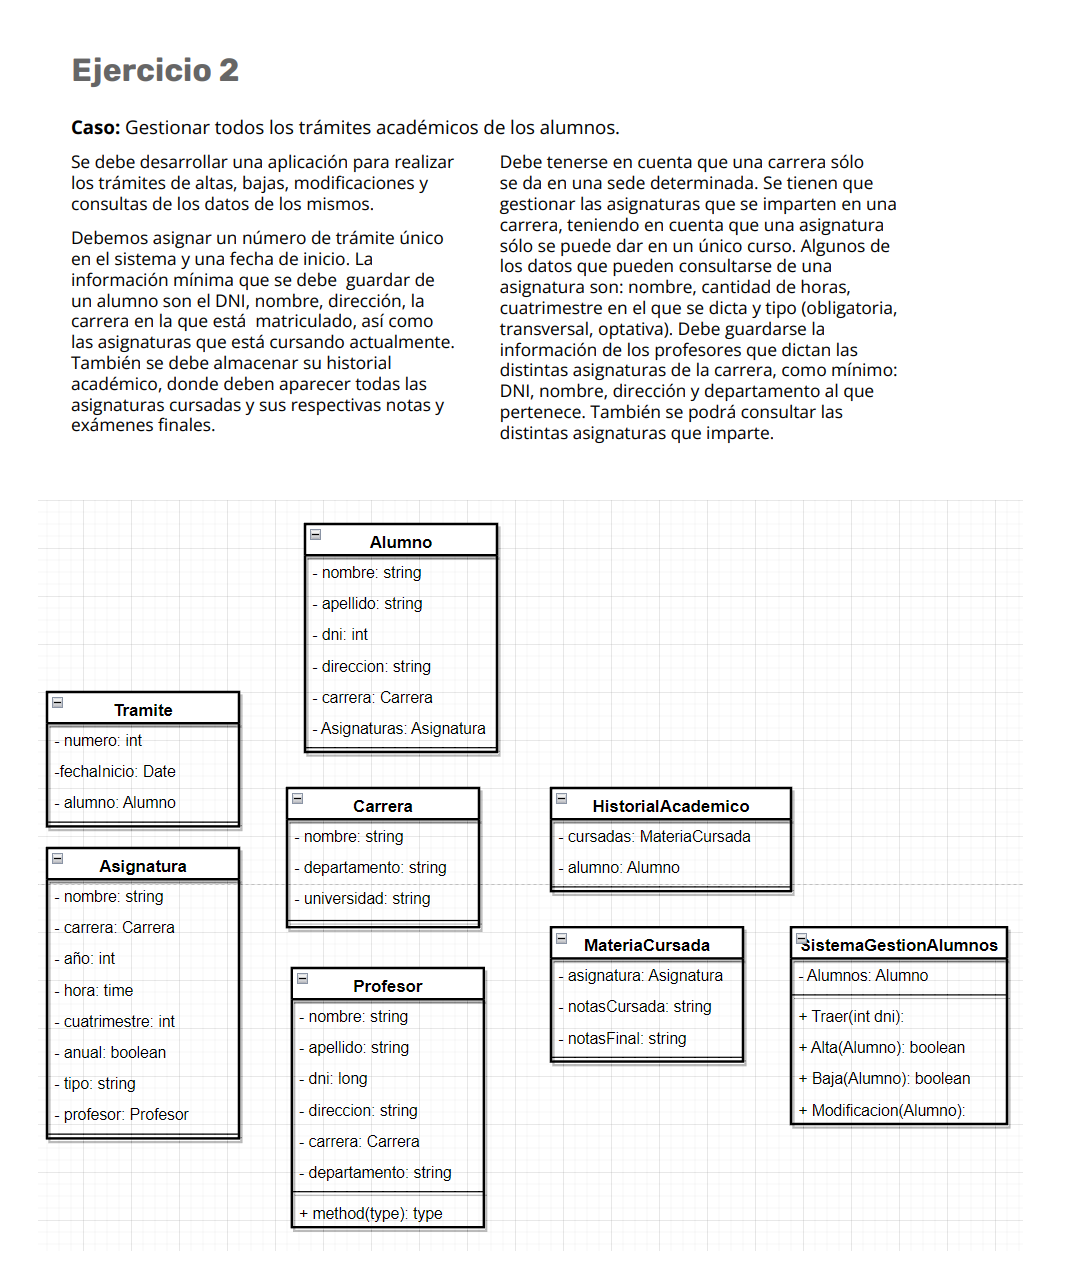 Ejercicio 2
Caso: Gestionar todos los trámites académicos de los alumnos.
Se debe desarrollar una aplicación para realizar
los trámites de altas, bajas, modificaciones y
consultas de los datos de los mismos.
Debemos asignar un número de trámite único
en el sistema y una fecha de inicio. La
información mínima que se debe guardar de
un alumno son el DNI, nombre, dirección, la
carrera en la que está matriculado, así como
las asignaturas que está cursando actualmente.
También se debe almacenar su historial
académico, donde deben aparecer todas las
asignaturas cursadas y sus respectivas notas y
exámenes finales.
Debe tenerse en cuenta que una carrera sólo
se da en una sede determinada. Se tienen que
gestionar las asignaturas que se imparten en una
carrera, teniendo en cuenta que una asignatura
sólo se puede dar en un único curso. Algunos de
los datos que pueden consultarse de una
asignatura son: nombre, cantidad de horas,
cuatrimestre en el que se dicta y tipo (obligatoria,
transversal, optativa). Debe guardarse la
información de los profesores que dictan las
distintas asignaturas de la carrera, como mínimo:
DNI, nombre, dirección y departamento al que
pertenece. También se podrá consultar las
distintas asignaturas que imparte.
Alumno
- nombre: string
- apellido: string
- dni: int
- direccion: string
- carrera: Carrera
- Asignaturas: Asignatura
Tramite
- numero: int
-fechaInicio: Date
- alumno: Alumno
Carrera
- nombre: string
- departamento: string
- universidad: string
HistorialAcademico
- cursadas: MateriaCursada
- alumno: Alumno
Asignatura
- nombre: string
- carrera: Carrera
- año: int
- hora: time
- cuatrimestre: int
- anual: boolean
- tipo: string
- profesor: Profesor
Profesor
- nombre: string
- apellido: string
- dni: long
- direccion: string
- carrera: Carrera
- departamento: string
+ method(type): type
MateriaCursada
- asignatura: Asignatura
- notasCursada: string
- notasFinal: string
SistemaGestionAlumnos
- Alumnos: Alumno
+ Traer(int dni):
+ Alta(Alumno): boolean
+ Baja(Alumno): boolean
+ Modificacion(Alumno):